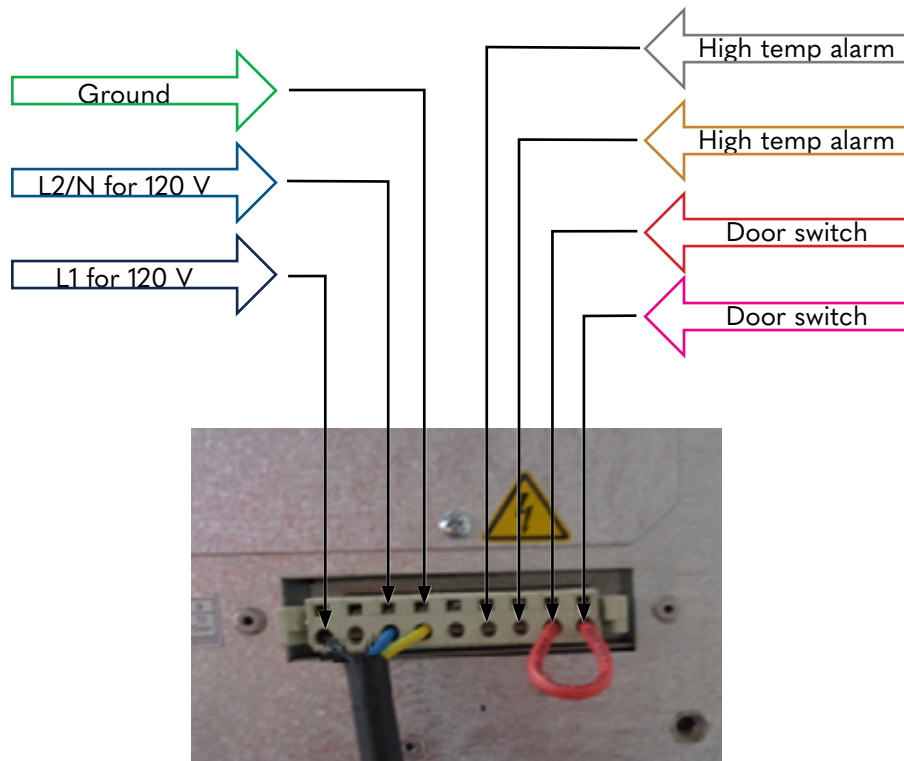 Ground
L2/N for 120 V
L1 for 120 V
High temp alarm
High temp alarm
Door switch
Door switch